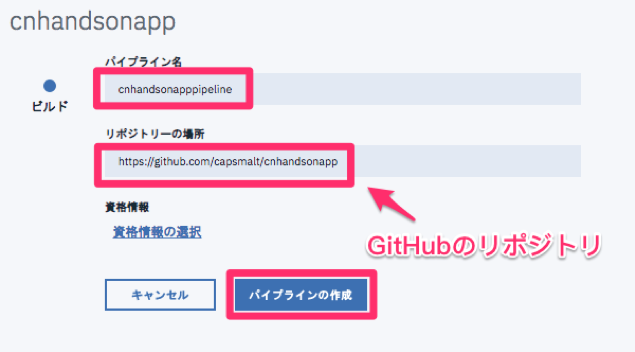 cnhandsonapp
パイプライン名
cnhandsonapppipeline
ビルド
リポジトリーの場所
https://github.com/capsmalt/cnhandsonapp
資格情報
資格情報の選択
GitHubのリポジトリ
キャンセル
パイプラインの作成